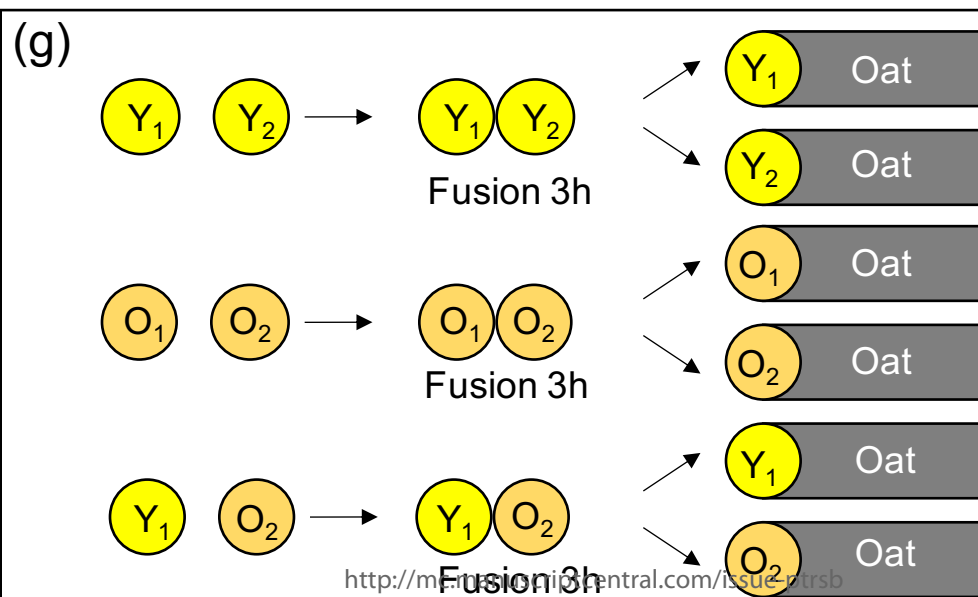 (g)
Y₁ Y₂ Y₁ Y₂ Y₁ Oat
Y₂ Oat
Fusion 3h
O₁ O₂ O₁ O₂ O₁ Oat
O₂ Oat
Fusion 3h
Y₁ O₂ Y₁ O₂ Y₁ Oat
O₂ Oat
Fusion 3h
http://mc.manuscriptcentral.com/issue-ptrsb